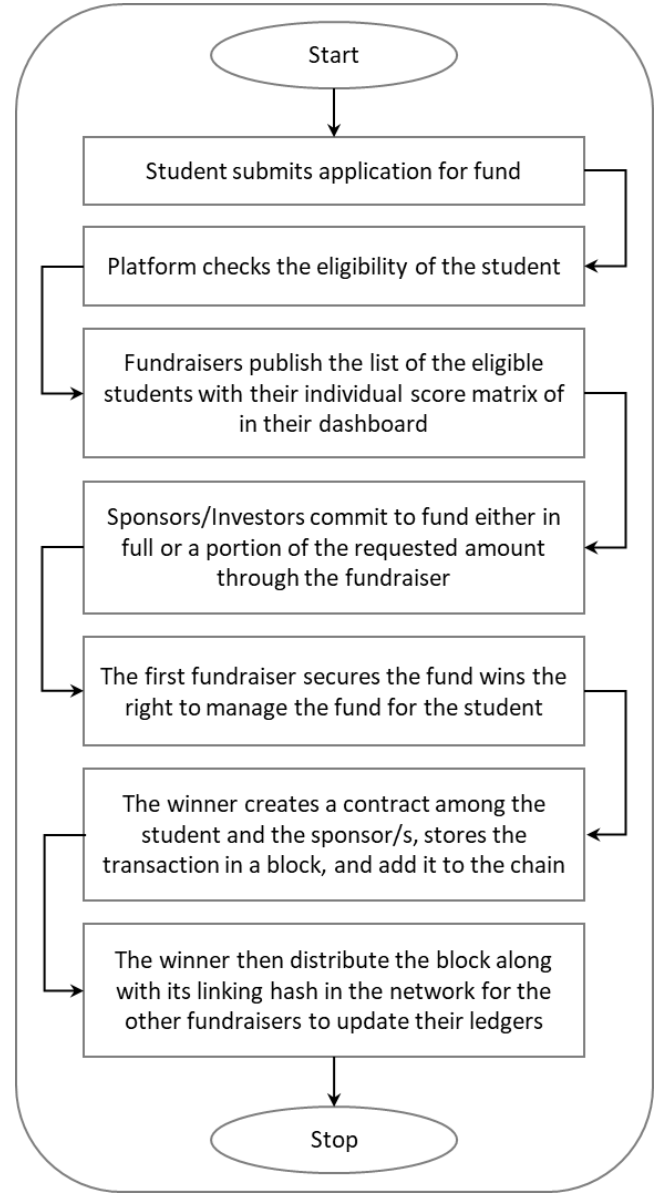 Start
Student submits application for fund
Platform checks the eligibility of the student
Fundraisers publish the list of the eligible
students with their individual score matrix of
in their dashboard
Sponsors/Investors commit to fund either in
full or a portion of the requested amount
through the fundraiser
The first fundraiser secures the fund wins the
right to manage the fund for the student
The winner creates a contract among the
student and the sponsor/s, stores the
transaction in a block, and add it to the chain
The winner then distribute the block along
with its linking hash in the network for the
other fundraisers to update their ledgers
Stop